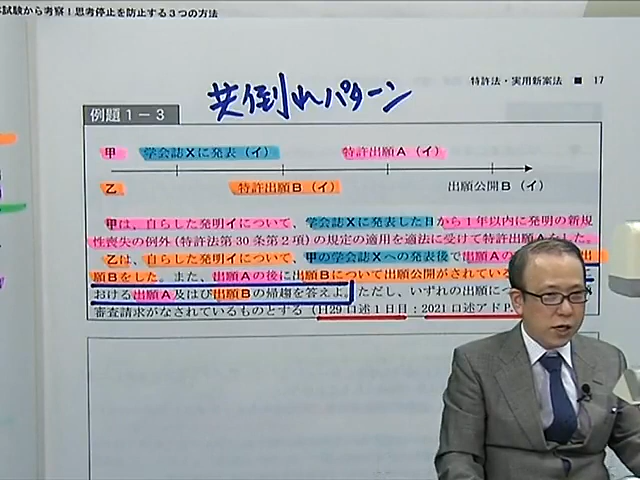 試験から考察！思考停止を防止する３つの方法
特許法・実用新案法 ■ 17
共倒れパターン
例題１－３
甲 学会誌Ｘに発表（イ） 特許出願Ａ（イ）
乙 特許出願Ｂ（イ） 出願公開Ｂ（イ）
甲は、自らした発明イについて、学会誌Ｘに発表した日から１年以内に発明の新規
性喪失の例外（特許法第30条第２項）の規定の適用を適法に受けて特許出願Ａをした。
乙は、自らした発明イについて、甲の学会誌Ｘへの発表後で出願Ａの
願Ｂをした。また、出願Ａの後に出願Ｂについて出願公開がされてい
おける出願Ａ及び出願Ｂの帰趨を答えよ。ただし、いずれの出願に
審査請求がなされているものとする（H29 口述１日目：2021 口述アド